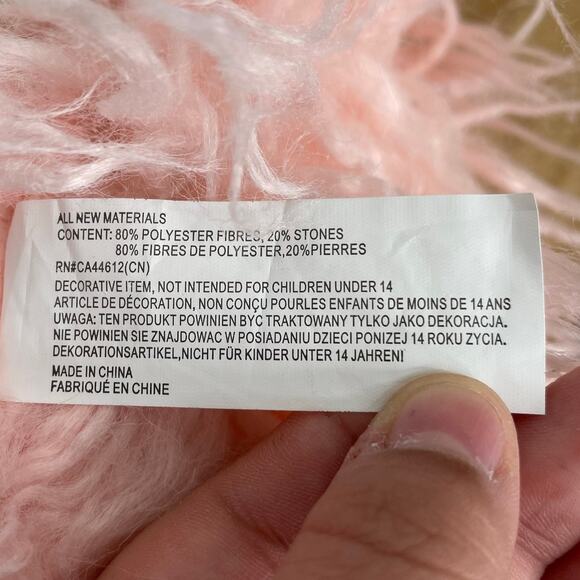 ALL NEW MATERIALS
CONTENT: 80% POLYESTER FIBRES, 20% STONES
80% FIBRES DE POLYESTER,20%PIERRES
RN#CA44612(CN)
DECORATIVE ITEM, NOT INTENDED FOR CHILDREN UNDER 14
ARTICLE DE DÉCORATION, NON CONÇU POURLES ENFANTS DE MOINS DE 14 ANS
UWAGA: TEN PRODUKT POWINIEN BYĆ TRAKTOWANY TYLKO JAKO DEKORACJA.
NIE POWINIEN SIE ZNAJDOWAC W POSIADANIU DZIECI PONIZEJ 14 ROKU ZYCIA.
DEKORATIONSARTIKEL,NICHT FÜR KINDER UNTER 14 JAHREN!
MADE IN CHINA
FABRIQUÉ EN CHINE